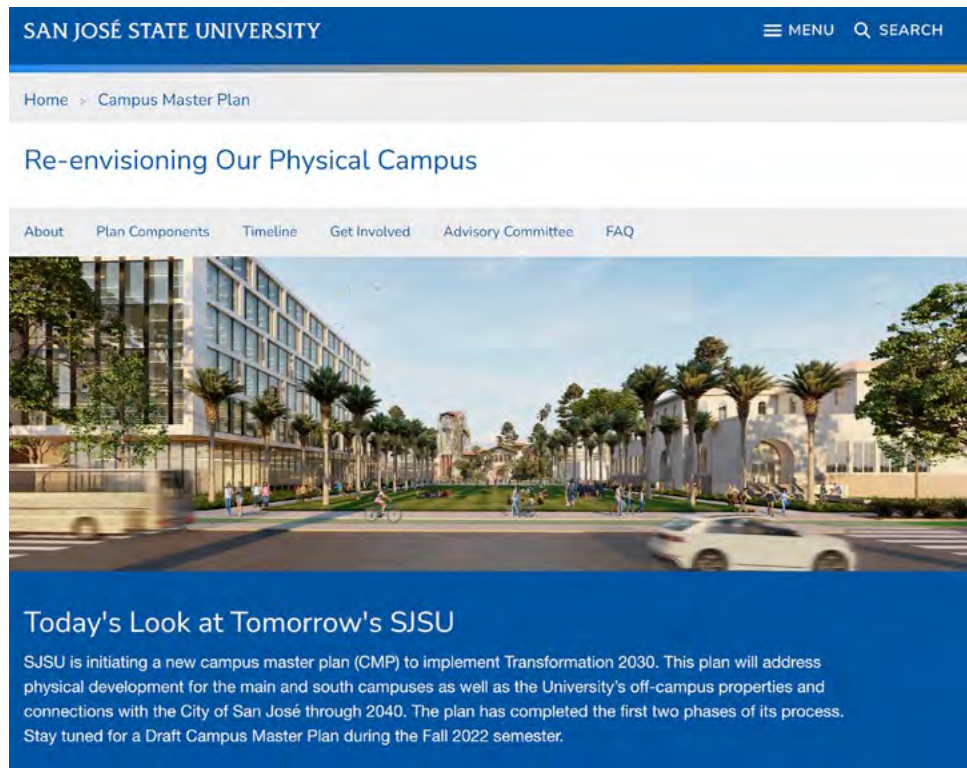 SAN JOSÉ STATE UNIVERSITY
MENU
SEARCH
Home > Campus Master Plan
Re-envisioning Our Physical Campus
About
Plan Components
Timeline
Get Involved
Advisory Committee
FAQ
Today's Look at Tomorrow's SJSU
SJSU is initiating a new campus master plan (CMP) to implement Transformation 2030. This plan will address
physical development for the main and south campuses as well as the University's off-campus properties and
connections with the City of San José through 2040. The plan has completed the first two phases of its process.
Stay tuned for a Draft Campus Master Plan during the Fall 2022 semester.